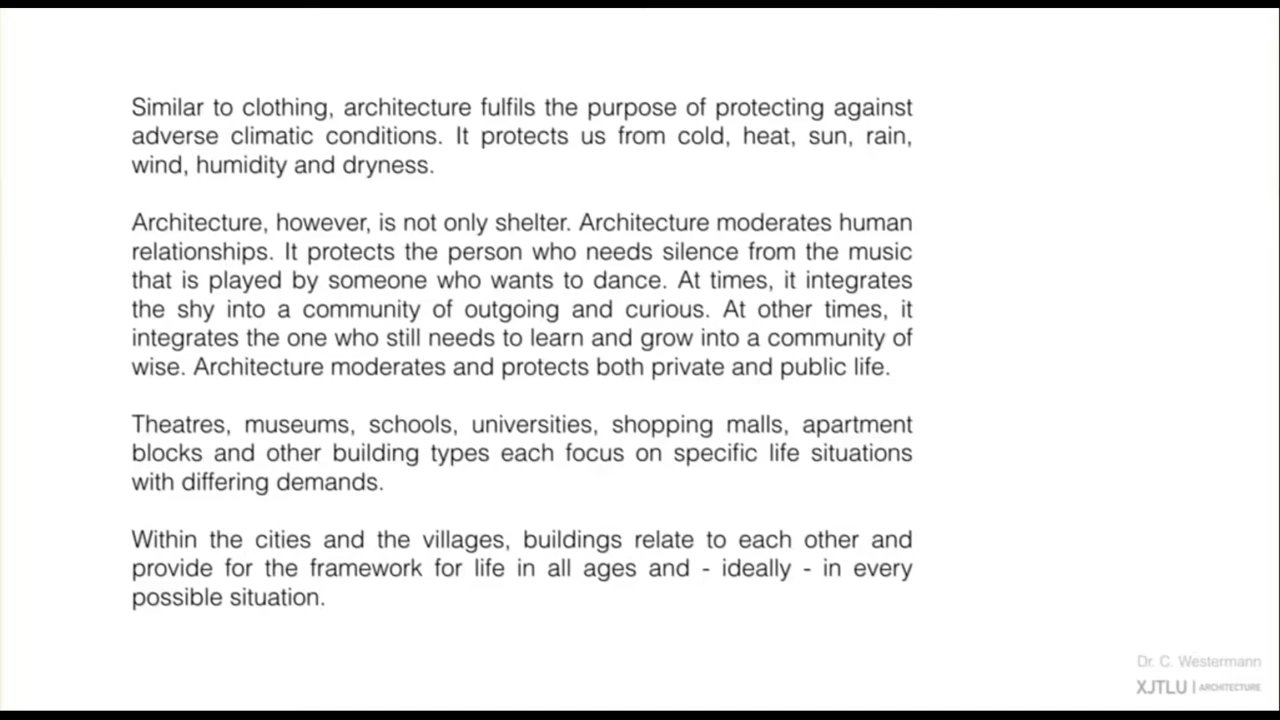 Similar to clothing, architecture fulfils the purpose of protecting against
adverse climatic conditions. It protects us from cold, heat, sun, rain,
wind, humidity and dryness.
Architecture, however, is not only shelter. Architecture moderates human
relationships. It protects the person who needs silence from the music
that is played by someone who wants to dance. At times, it integrates
the shy into a community of outgoing and curious. At other times, it
integrates the one who still needs to learn and grow into a community of
wise. Architecture moderates and protects both private and public life.
Theatres, museums, schools, universities, shopping malls, apartment
blocks and other building types each focus on specific life situations
with differing demands.
Within the cities and the villages, buildings relate to each other and
provide for the framework for life in all ages and - ideally - in every
possible situation.
Dr. C. Westermann
XJTLU | ARCHITECTURE